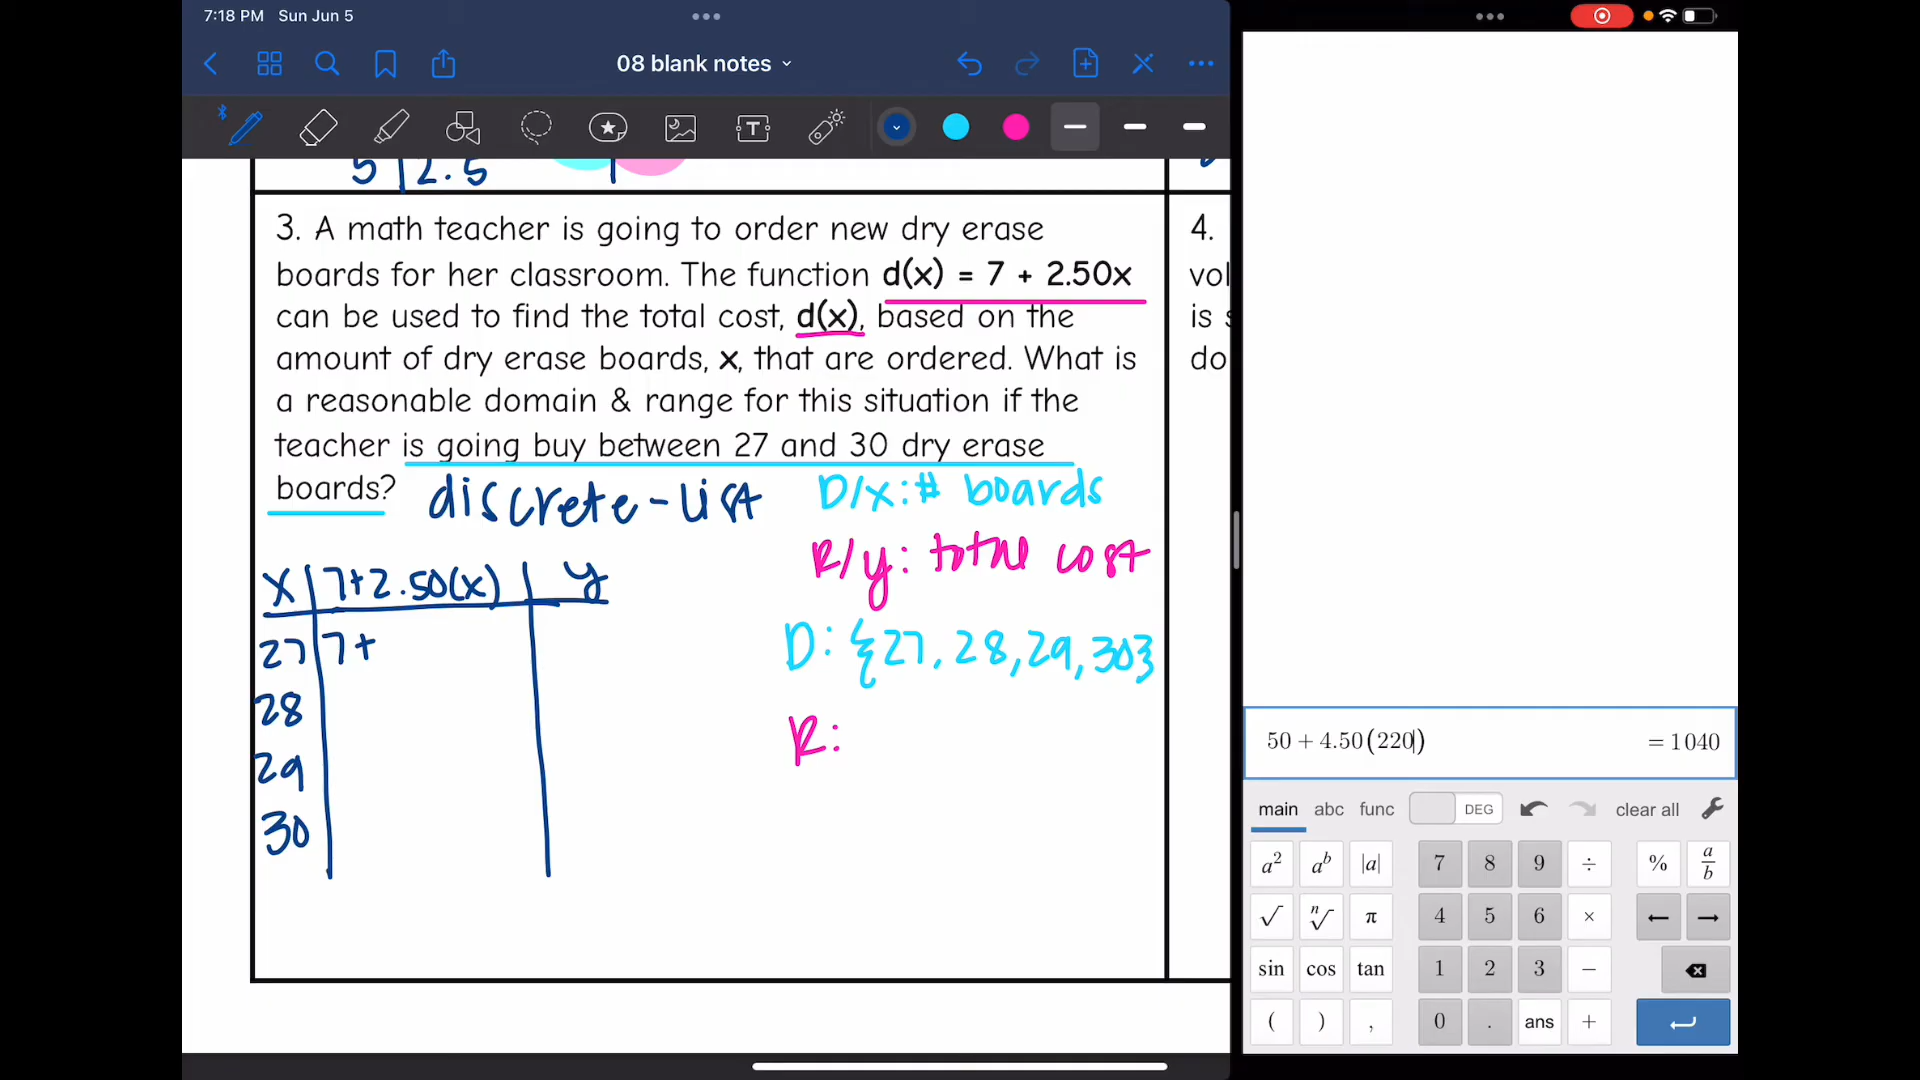 7:18 PM Sun Jun 5
08 blank notes
T
5 2.5
3. A math teacher is going to order new dry erase
boards for her classroom. The function d(x) = 7 + 2.50x
can be used to find the total cost, d(x), based on the
amount of dry erase boards, x, that are ordered. What is
a reasonable domain & range for this situation if the
teacher is going buy between 27 and 30 dry erase
boards?
discrete - list
D/x: # boards
R/y: total cost
x 7+2.50(x) y
27 7+
28
29
30
D: {27, 28, 29, 30}
R:
4.
vol
is s
do
50 + 4.50(220) = 1040
main abc func DEG clear all
a² aᵇ |a| 7 8 9 ÷ % a/b
√ ⁿ√ π 4 5 6 × ← →
sin cos tan 1 2 3 −
( ) , 0 . ans +